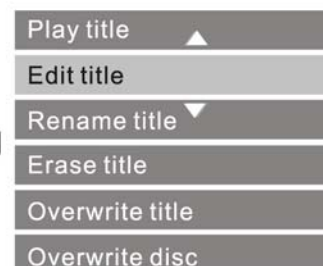 Play title
Edit title
Rename title
Erase title
Overwrite title
Overwrite disc